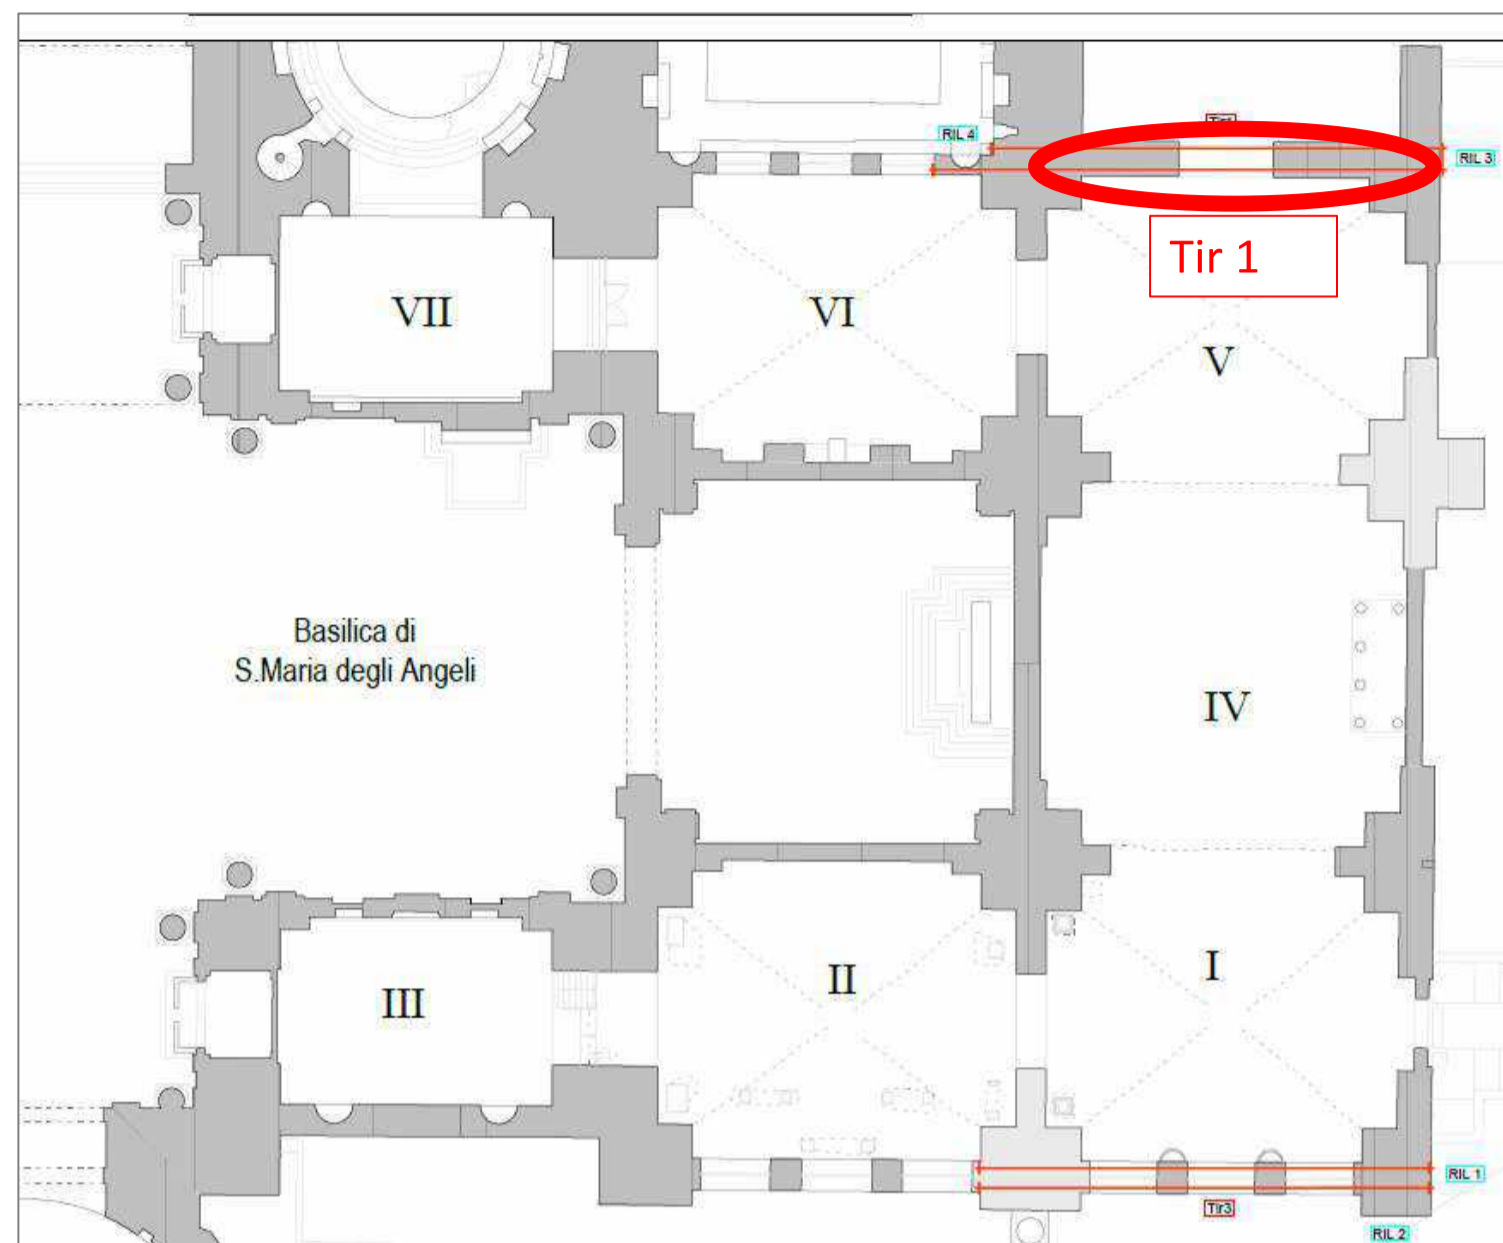 RIL 4
RIL 3
Tir 1
VII
VI
V
Basilica di
S.Maria degli Angeli
IV
II
I
III
RIL 1
Tir3
RIL 2